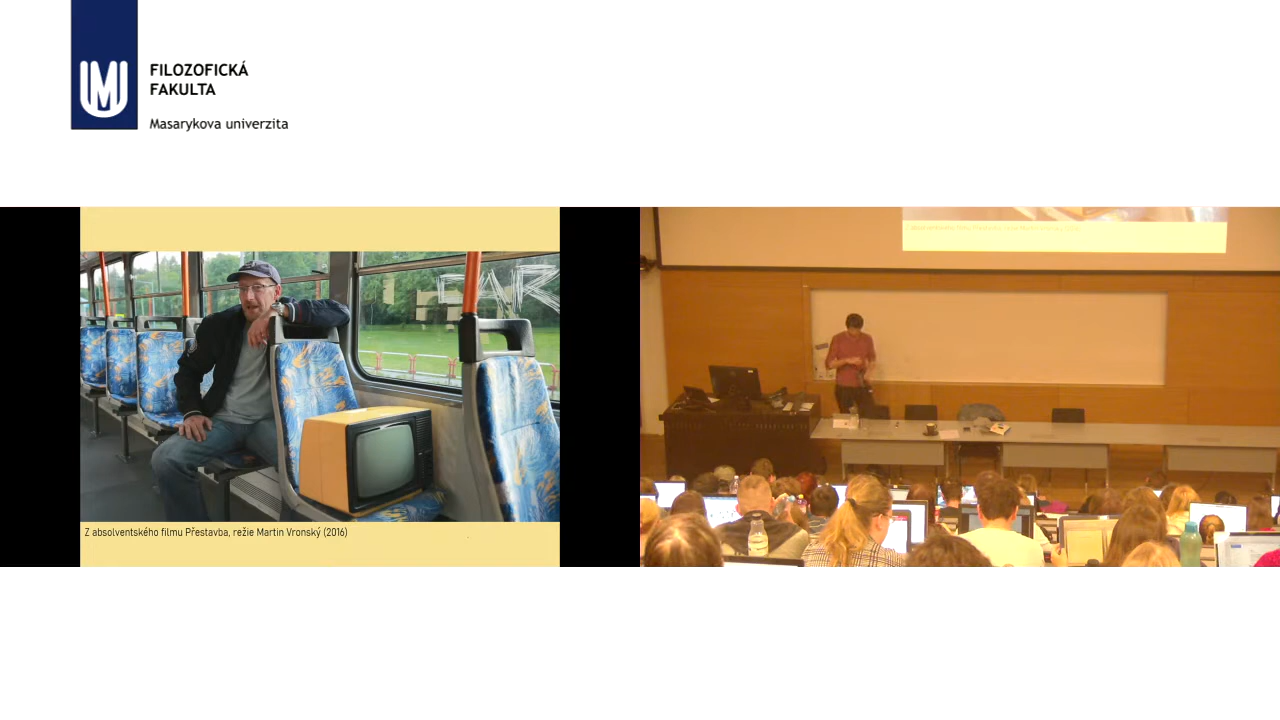 FILOZOFICKÁ
FAKULTA
Masarykova univerzita
Z absolventského filmu Přestavba, režie Martin Vronský (2016)